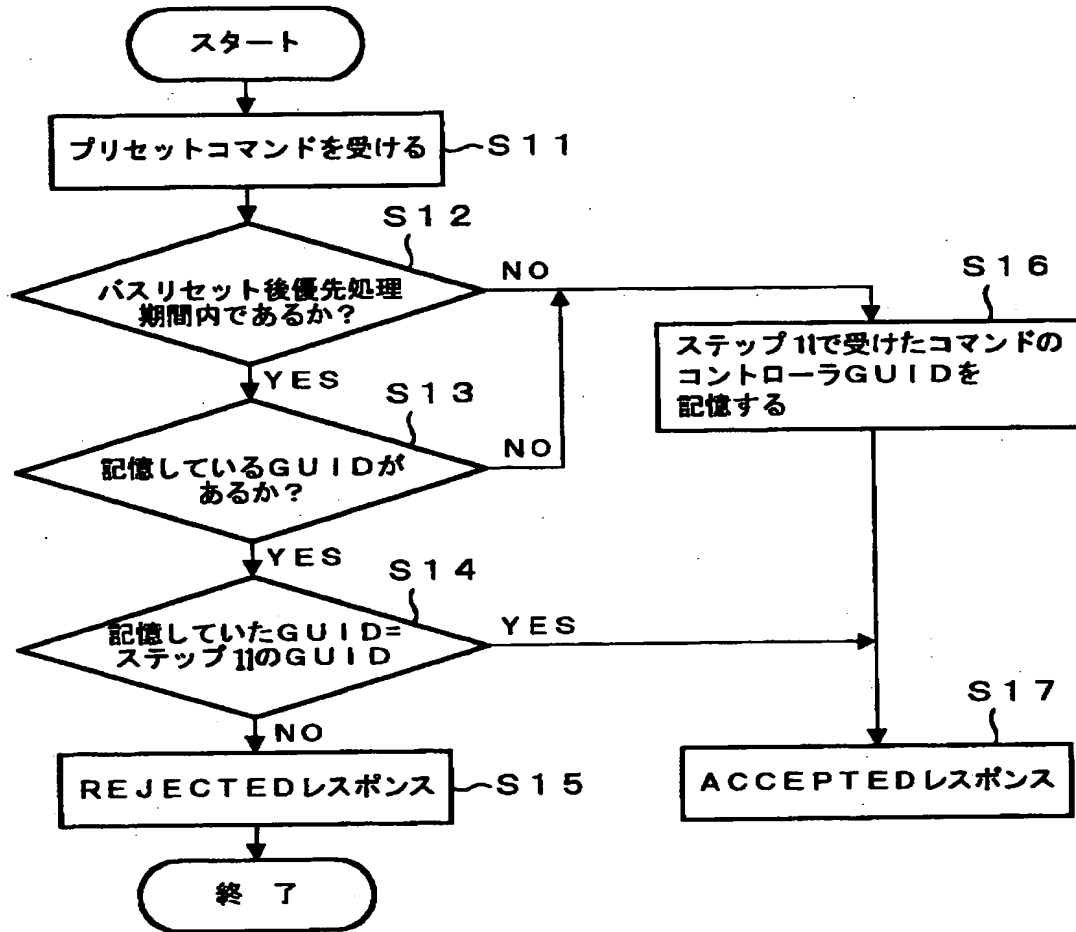 スタート
プリセットコマンドを受ける
S11
S12
バスリセット後優先処理
期間内であるか?
NO
YES
S13
記憶しているGUIDが
あるか?
NO
YES
S14
記憶していたGUID=
ステップ11のGUID
YES
NO
REJECTEDレスポンス
S15
終 了
S16
ステップ11で受けたコマンドの
コントローラGUIDを
記憶する
S17
ACCEPTEDレスポンス